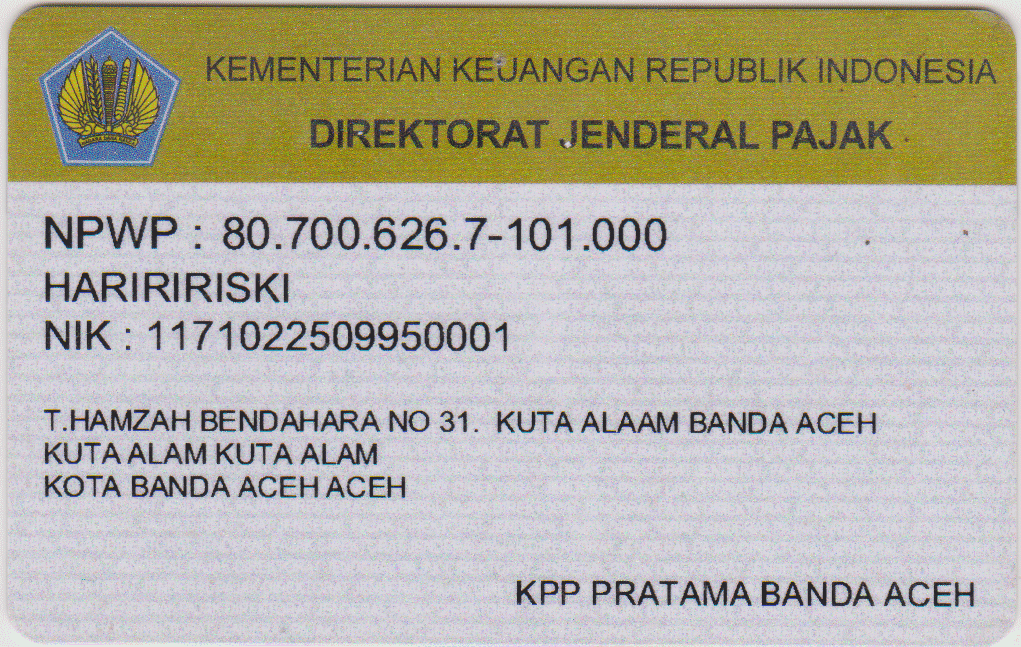 KEMENTERIAN KEUANGAN REPUBLIK INDONESIA
DIREKTORAT JENDERAL PAJAK
NPWP : 80.700.626.7-101.000
HARIRIRISKI
NIK : 1171022509950001
T.HAMZAH BENDAHARA NO 31. KUTA ALAAM BANDA ACEH
KUTA ALAM KUTA ALAM
KOTA BANDA ACEH ACEH
KPP PRATAMA BANDA ACEH